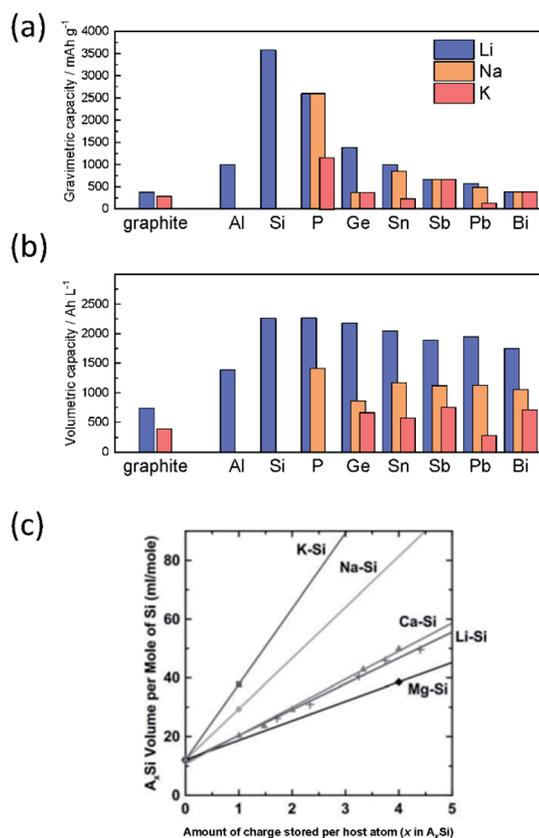 (a)
Gravimetric capacity / mAh g⁻¹
4000
3500
3000
2500
2000
1500
1000
500
0
Li
Na
K
graphite Al Si P Ge Sn Sb Pb Bi
(b)
Volumetric capacity / Ah L⁻¹
2500
2000
1500
1000
500
0
graphite Al Si P Ge Sn Sb Pb Bi
(c)
AₓSi Volume per Mole of Si (ml/mole)
80
60
40
20
0
K-Si
Na-Si
Ca-Si
Li-Si
Mg-Si
0 1 2 3 4 5
Amount of charge stored per host atom (x in AₓSi)